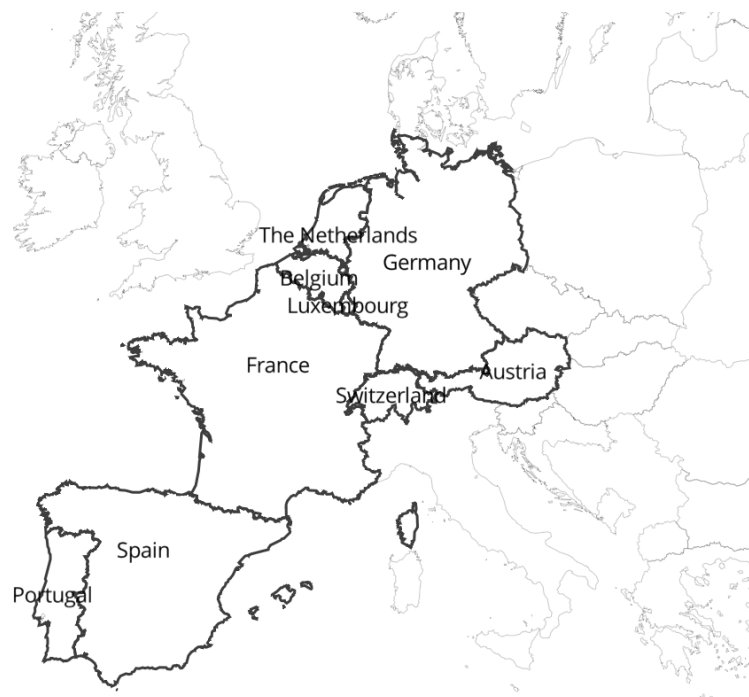 The Netherlands
Germany
Belgium
Luxembourg
France
Austria
Switzerland
Spain
Portugal